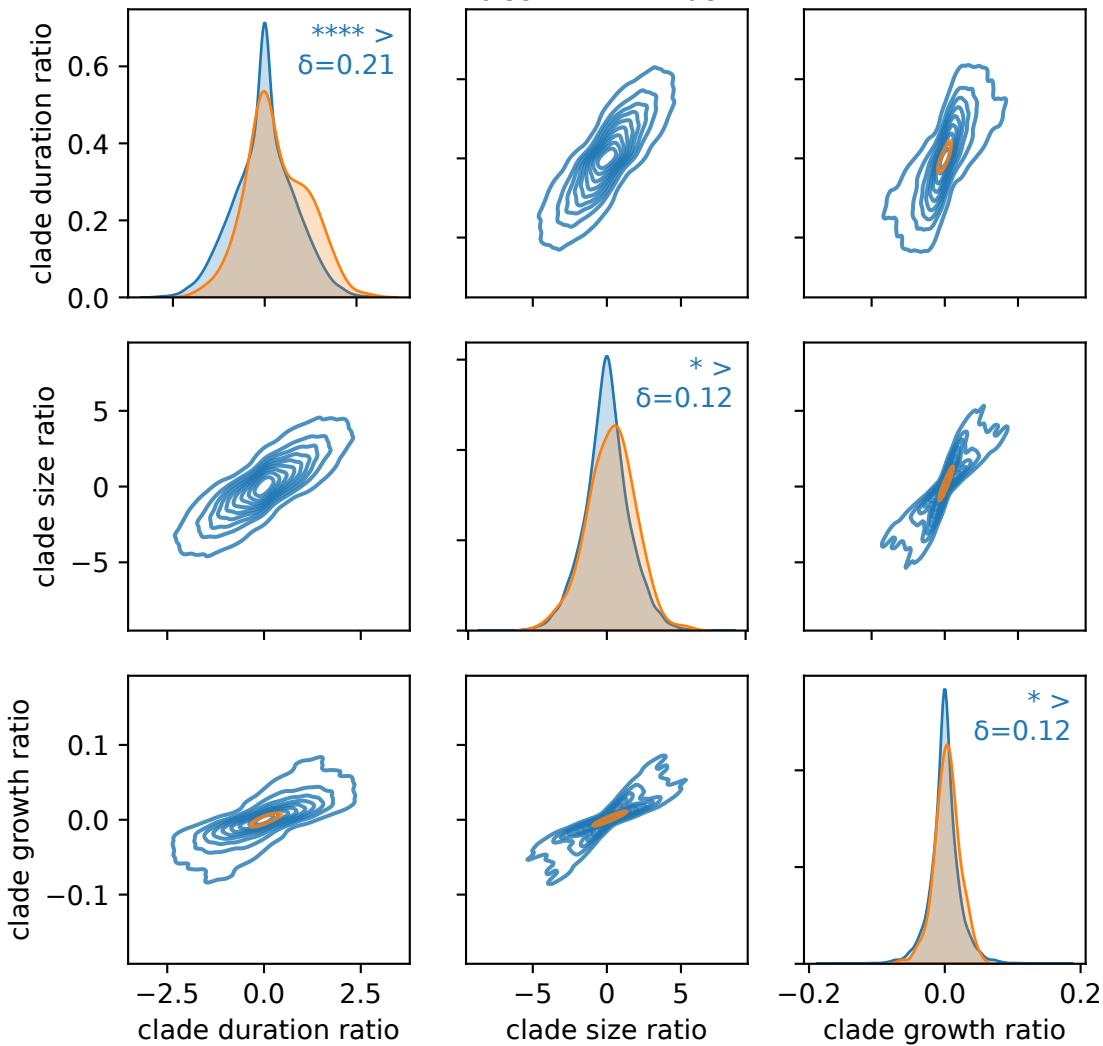 clade duration ratio
0.6
0.4
0.2
0.0
**** >
δ=0.21
clade size ratio
5
0
−5
* >
δ=0.12
clade growth ratio
0.1
0.0
−0.1
* >
δ=0.12
−2.5 0.0 2.5
clade duration ratio
−5 0 5
clade size ratio
−0.2 0.0 0.2
clade growth ratio